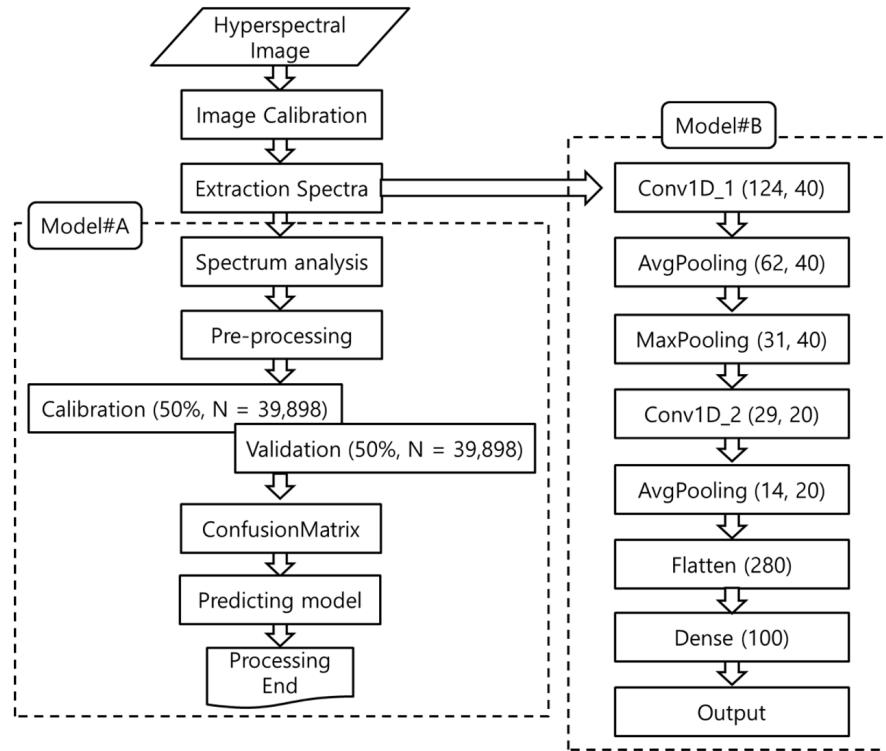 Hyperspectral
Image
Image Calibration
Extraction Spectra
Model#A
Spectrum analysis
Pre-processing
Calibration (50%, N = 39,898)
Validation (50%, N = 39,898)
ConfusionMatrix
Predicting model
Processing
End
Model#B
Conv1D_1 (124, 40)
AvgPooling (62, 40)
MaxPooling (31, 40)
Conv1D_2 (29, 20)
AvgPooling (14, 20)
Flatten (280)
Dense (100)
Output